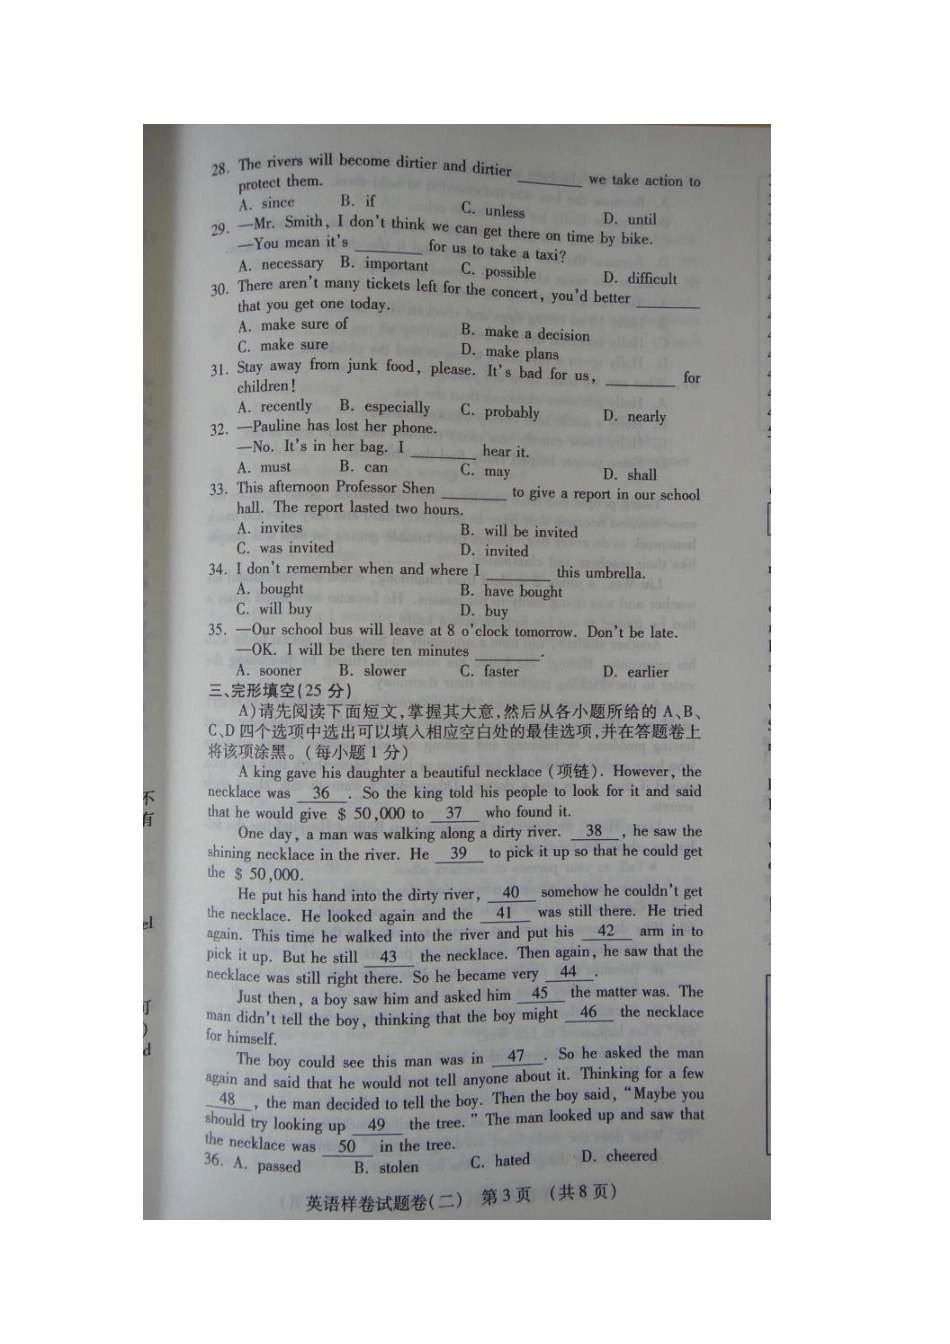 28. The rivers will become dirtier and dirtier ________ we take action to
protect them.
A. since B. if C. unless D. until
29. —Mr. Smith, I don't think we can get there on time by bike.
—You mean it's ________ for us to take a taxi?
A. necessary B. important C. possible D. difficult
30. There aren't many tickets left for the concert, you'd better ________
that you get one today.
A. make sure of B. make a decision
C. make sure D. make plans
31. Stay away from junk food, please. It's bad for us, ________ for
children!
A. recently B. especially C. probably D. nearly
32. —Pauline has lost her phone.
—No. It's in her bag. I ________ hear it.
A. must B. can C. may D. shall
33. This afternoon Professor Shen ________ to give a report in our school
hall. The report lasted two hours.
A. invites B. will be invited
C. was invited D. invited
34. I don't remember when and where I ________ this umbrella.
A. bought B. have bought
C. will buy D. buy
35. —Our school bus will leave at 8 o'clock tomorrow. Don't be late.
—OK. I will be there ten minutes ________.
A. sooner B. slower C. faster D. earlier
三、完形填空(25 分)
A)请先阅读下面短文,掌握其大意,然后从各小题所给的 A、B、
C、D 四个选项中选出可以填入相应空白处的最佳选项,并在答题卷上
将该项涂黑。(每小题 1 分)
A king gave his daughter a beautiful necklace (项链). However, the
necklace was 36 . So the king told his people to look for it and said
that he would give $ 50,000 to 37 who found it.
One day, a man was walking along a dirty river. 38 , he saw the
shining necklace in the river. He 39 to pick it up so that he could get
the $ 50,000.
He put his hand into the dirty river, 40 somehow he couldn't get
the necklace. He looked again and the 41 was still there. He tried
again. This time he walked into the river and put his 42 arm in to
pick it up. But he still 43 the necklace. Then again, he saw that the
necklace was still right there. So he became very 44 .
Just then, a boy saw him and asked him 45 the matter was. The
man didn't tell the boy, thinking that the boy might 46 the necklace
for himself.
The boy could see this man was in 47 . So he asked the man
again and said that he would not tell anyone about it. Thinking for a few
48 , the man decided to tell the boy. Then the boy said, "Maybe you
should try looking up 49 the tree." The man looked up and saw that
the necklace was 50 in the tree.
36. A. passed B. stolen C. hated D. cheered
英语样卷试题卷(二) 第 3 页 (共 8 页)
不
有
el
可
)
d